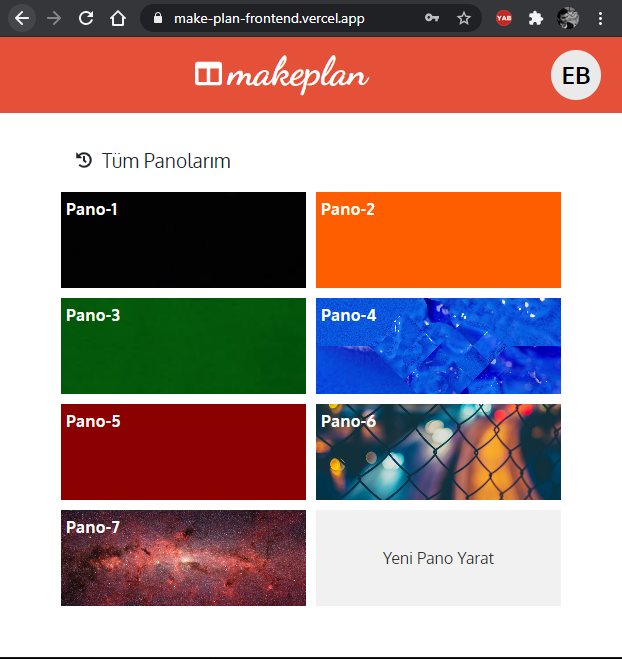 make-plan-frontend.vercel.app
YAB
makeplan
EB
Tüm Panolarım
Pano-1
Pano-2
Pano-3
Pano-4
Pano-5
Pano-6
Pano-7
Yeni Pano Yarat